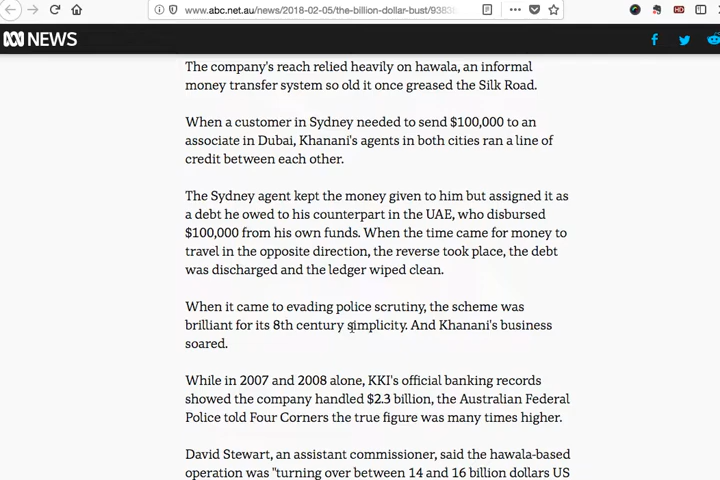 www.abc.net.au/news/2018-02-05/the-billion-dollar-bust/9383
HD
ABC NEWS
The company's reach relied heavily on hawala, an informal
money transfer system so old it once greased the Silk Road.
When a customer in Sydney needed to send $100,000 to an
associate in Dubai, Khanani's agents in both cities ran a line of
credit between each other.
The Sydney agent kept the money given to him but assigned it as
a debt he owed to his counterpart in the UAE, who disbursed
$100,000 from his own funds. When the time came for money to
travel in the opposite direction, the reverse took place, the debt
was discharged and the ledger wiped clean.
When it came to evading police scrutiny, the scheme was
brilliant for its 8th century simplicity. And Khanani's business
soared.
While in 2007 and 2008 alone, KKI's official banking records
showed the company handled $2.3 billion, the Australian Federal
Police told Four Corners the true figure was many times higher.
David Stewart, an assistant commissioner, said the hawala-based
operation was "turning over between 14 and 16 billion dollars US